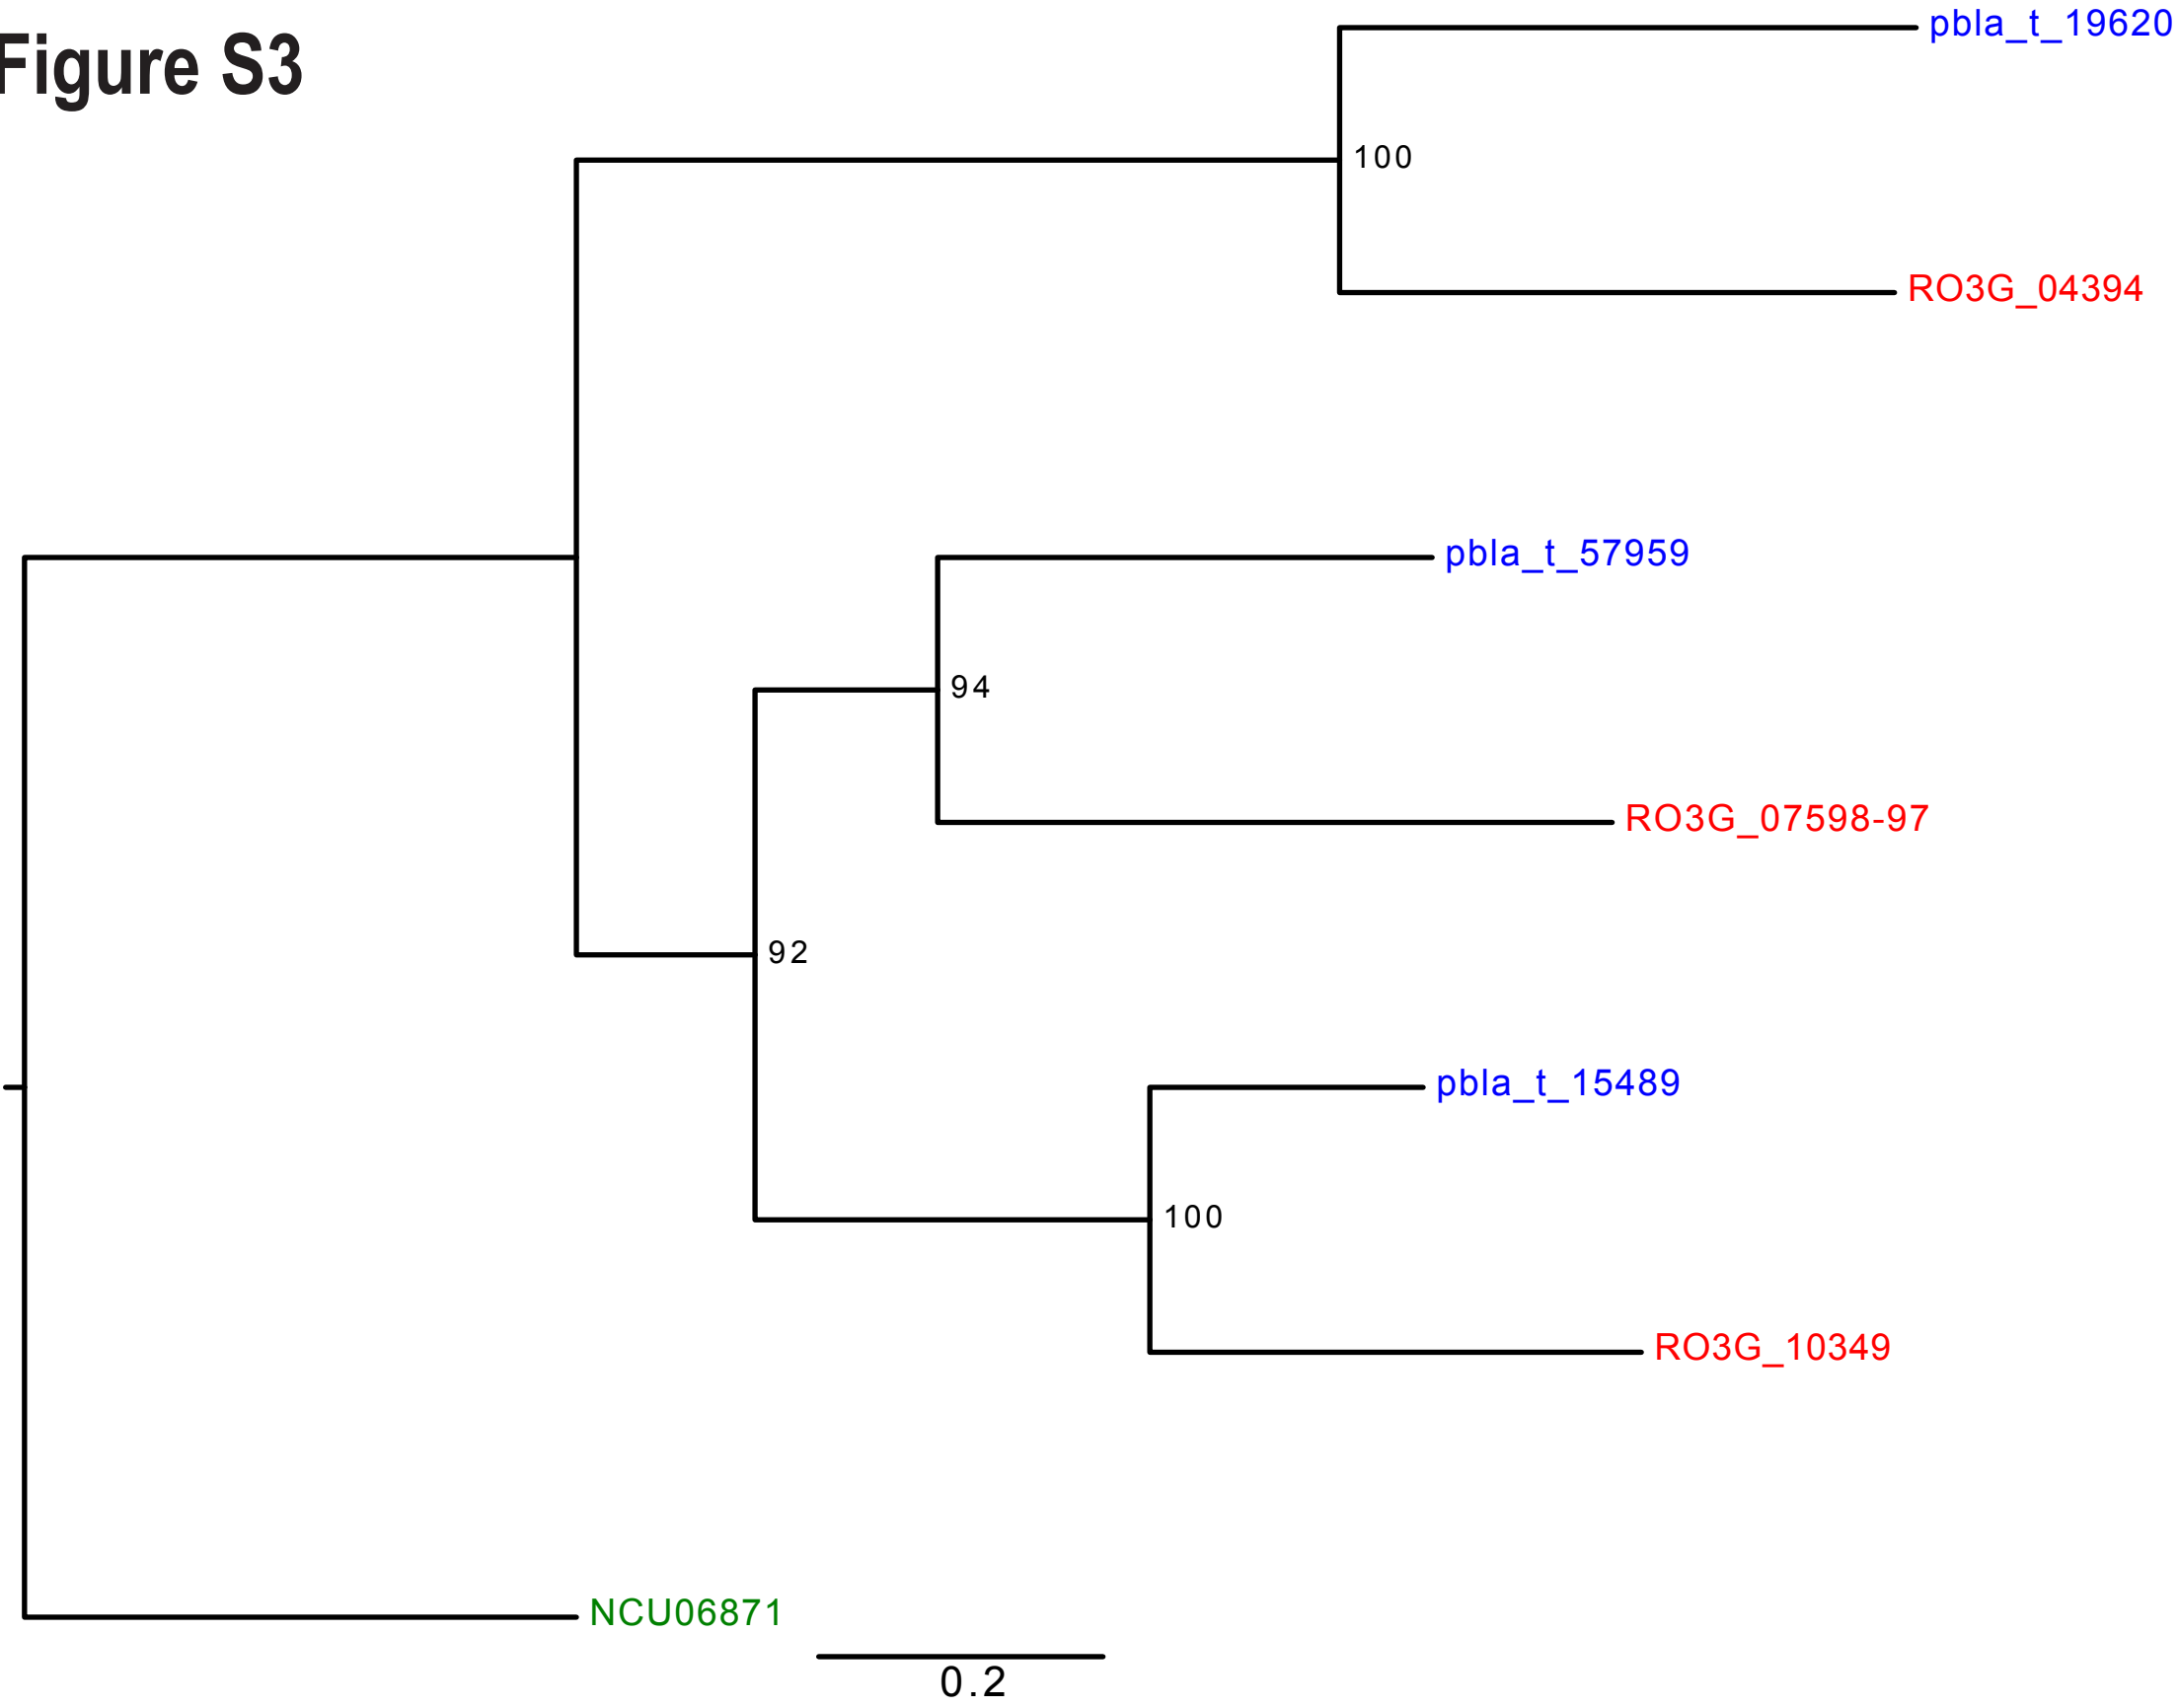 Figure S3
pbla_t_19620
100
RO3G_04394
pbla_t_57959
94
RO3G_07598-97
92
pbla_t_15489
100
RO3G_10349
NCU06871
0.2